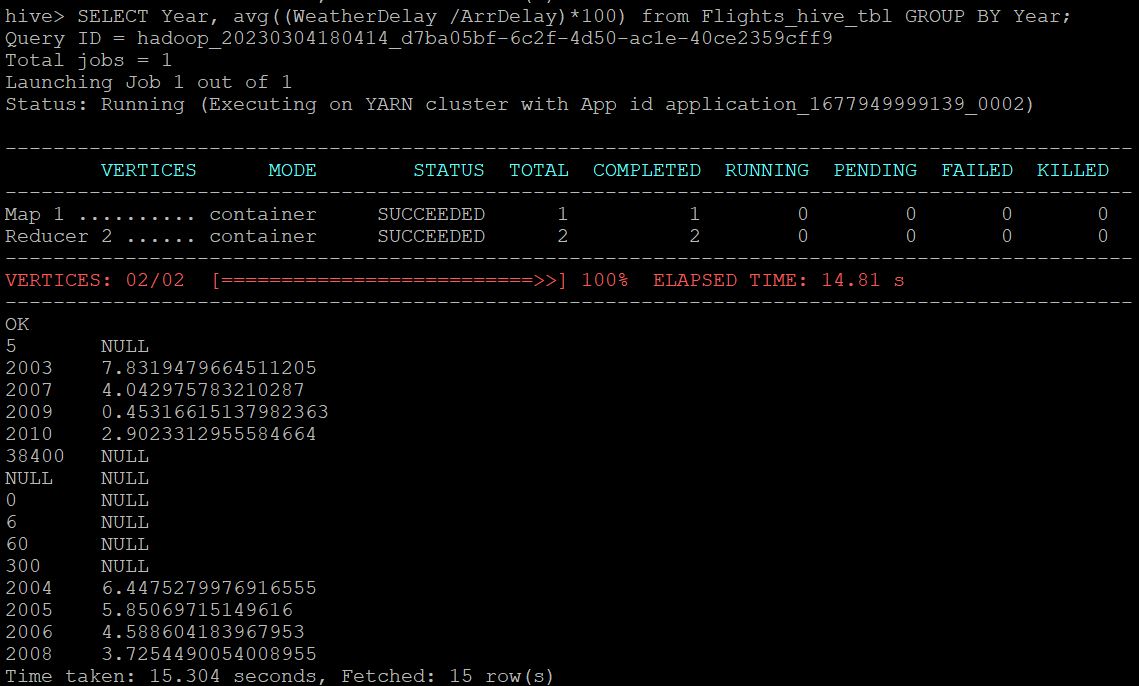 hive> SELECT Year, avg((WeatherDelay /ArrDelay)*100) from Flights_hive_tbl GROUP BY Year;
Query ID = hadoop_20230304180414_d7ba05bf-6c2f-4d50-ac1e-40ce2359cff9
Total jobs = 1
Launching Job 1 out of 1
Status: Running (Executing on YARN cluster with App id application_1677949999139_0002)
----------------------------------------------------------------------------------------------
VERTICES MODE STATUS TOTAL COMPLETED RUNNING PENDING FAILED KILLED
----------------------------------------------------------------------------------------------
Map 1 .......... container SUCCEEDED 1 1 0 0 0 0
Reducer 2 ...... container SUCCEEDED 2 2 0 0 0 0
----------------------------------------------------------------------------------------------
VERTICES: 02/02 [==========================>>] 100% ELAPSED TIME: 14.81 s
----------------------------------------------------------------------------------------------
OK
5 NULL
2003 7.8319479664511205
2007 4.042975783210287
2009 0.45316615137982363
2010 2.9023312955584664
38400 NULL
NULL NULL
0 NULL
6 NULL
60 NULL
300 NULL
2004 6.4475279976916555
2005 5.85069715149616
2006 4.588604183967953
2008 3.7254490054008955
Time taken: 15.304 seconds, Fetched: 15 row(s)